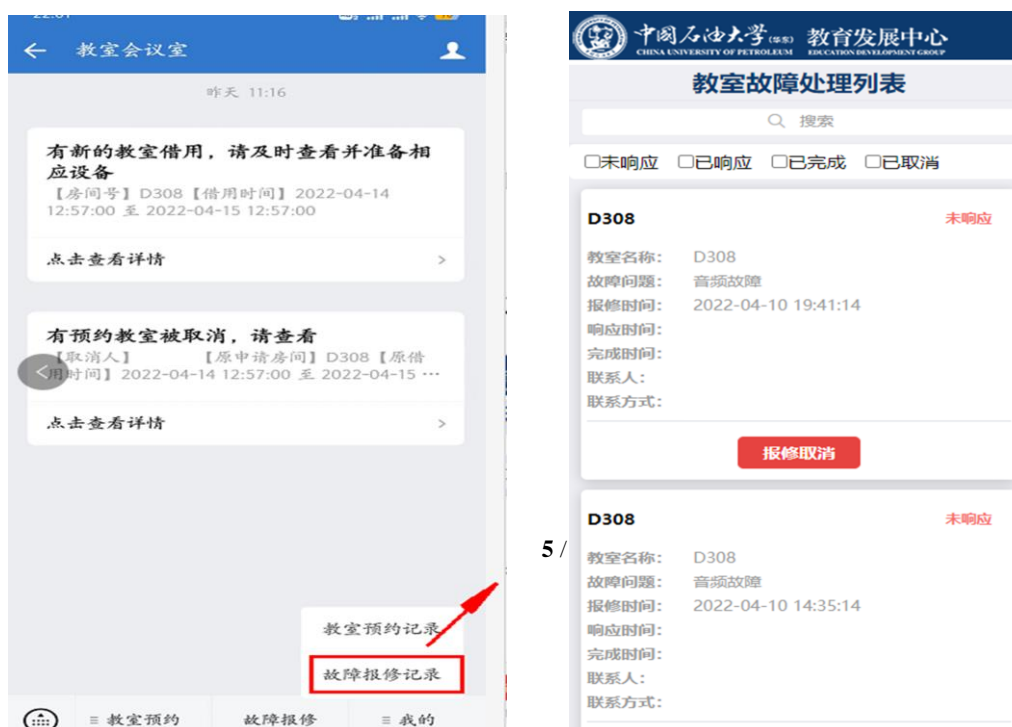 教室会议室
昨天 11:16
有新的教室借用，请及时查看并准备相
应设备
【房间号】D308【借用时间】2022-04-14
12:57:00 至 2022-04-15 12:57:00
点击查看详情
有预约教室被取消，请查看
【取消人】 【原申请房间】D308【原借
用时间】2022-04-14 12:57:00 至 2022-04-15 ···
点击查看详情
教室预约记录
故障报修记录
教室预约
故障报修
我的
中国石油大学(华东) 教育发展中心
CHINA UNIVERSITY OF PETROLEUM EDUCATION DEVELOPMENT GROUP
教室故障处理列表
搜索
未响应 已响应 已完成 已取消
D308 未响应
教室名称： D308
故障问题： 音频故障
报修时间： 2022-04-10 19:41:14
响应时间：
完成时间：
联系人：
联系方式：
报修取消
5 /
D308 未响应
教室名称： D308
故障问题： 音频故障
报修时间： 2022-04-10 14:35:14
响应时间：
完成时间：
联系人：
联系方式：